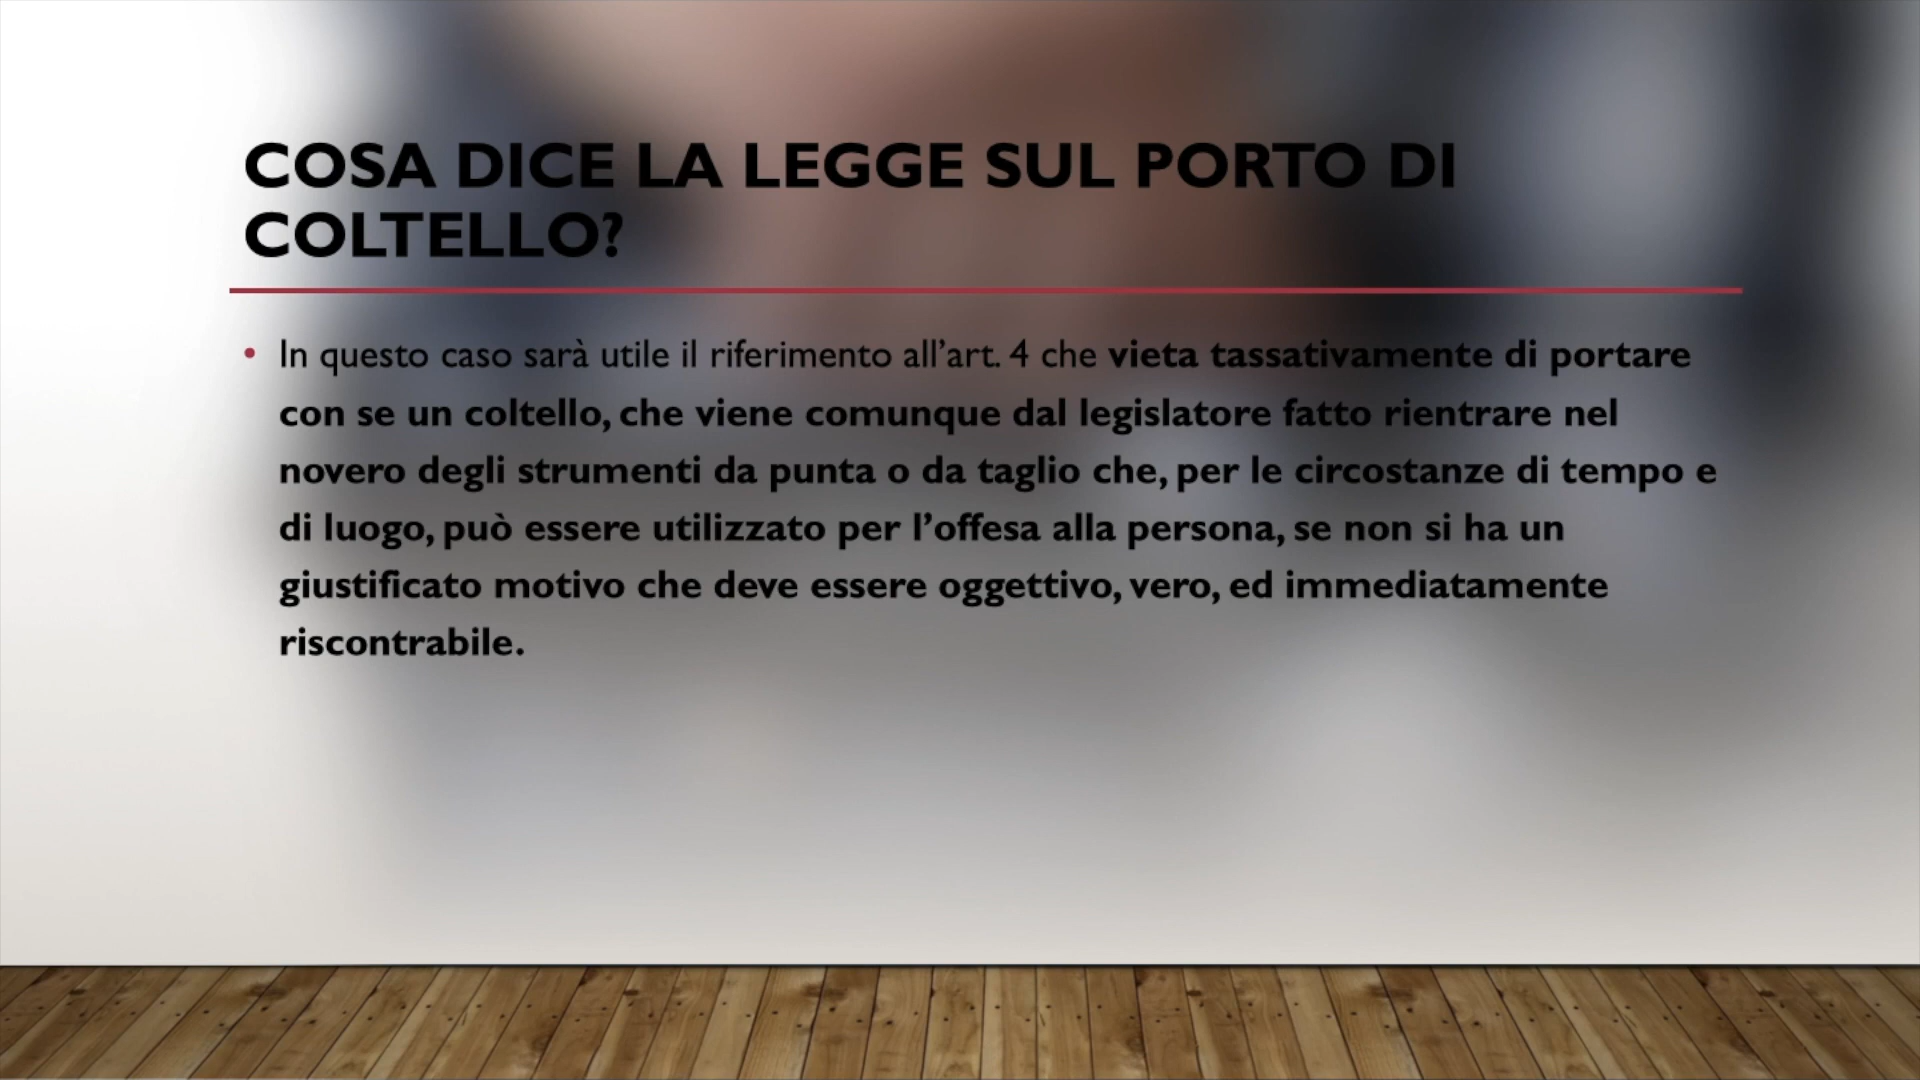 COSA DICE LA LEGGE SUL PORTO DI
COLTELLO?
• In questo caso sarà utile il riferimento all’art. 4 che vieta tassativamente di portare
con se un coltello, che viene comunque dal legislatore fatto rientrare nel
novero degli strumenti da punta o da taglio che, per le circostanze di tempo e
di luogo, può essere utilizzato per l’offesa alla persona, se non si ha un
giustificato motivo che deve essere oggettivo, vero, ed immediatamente
riscontrabile.